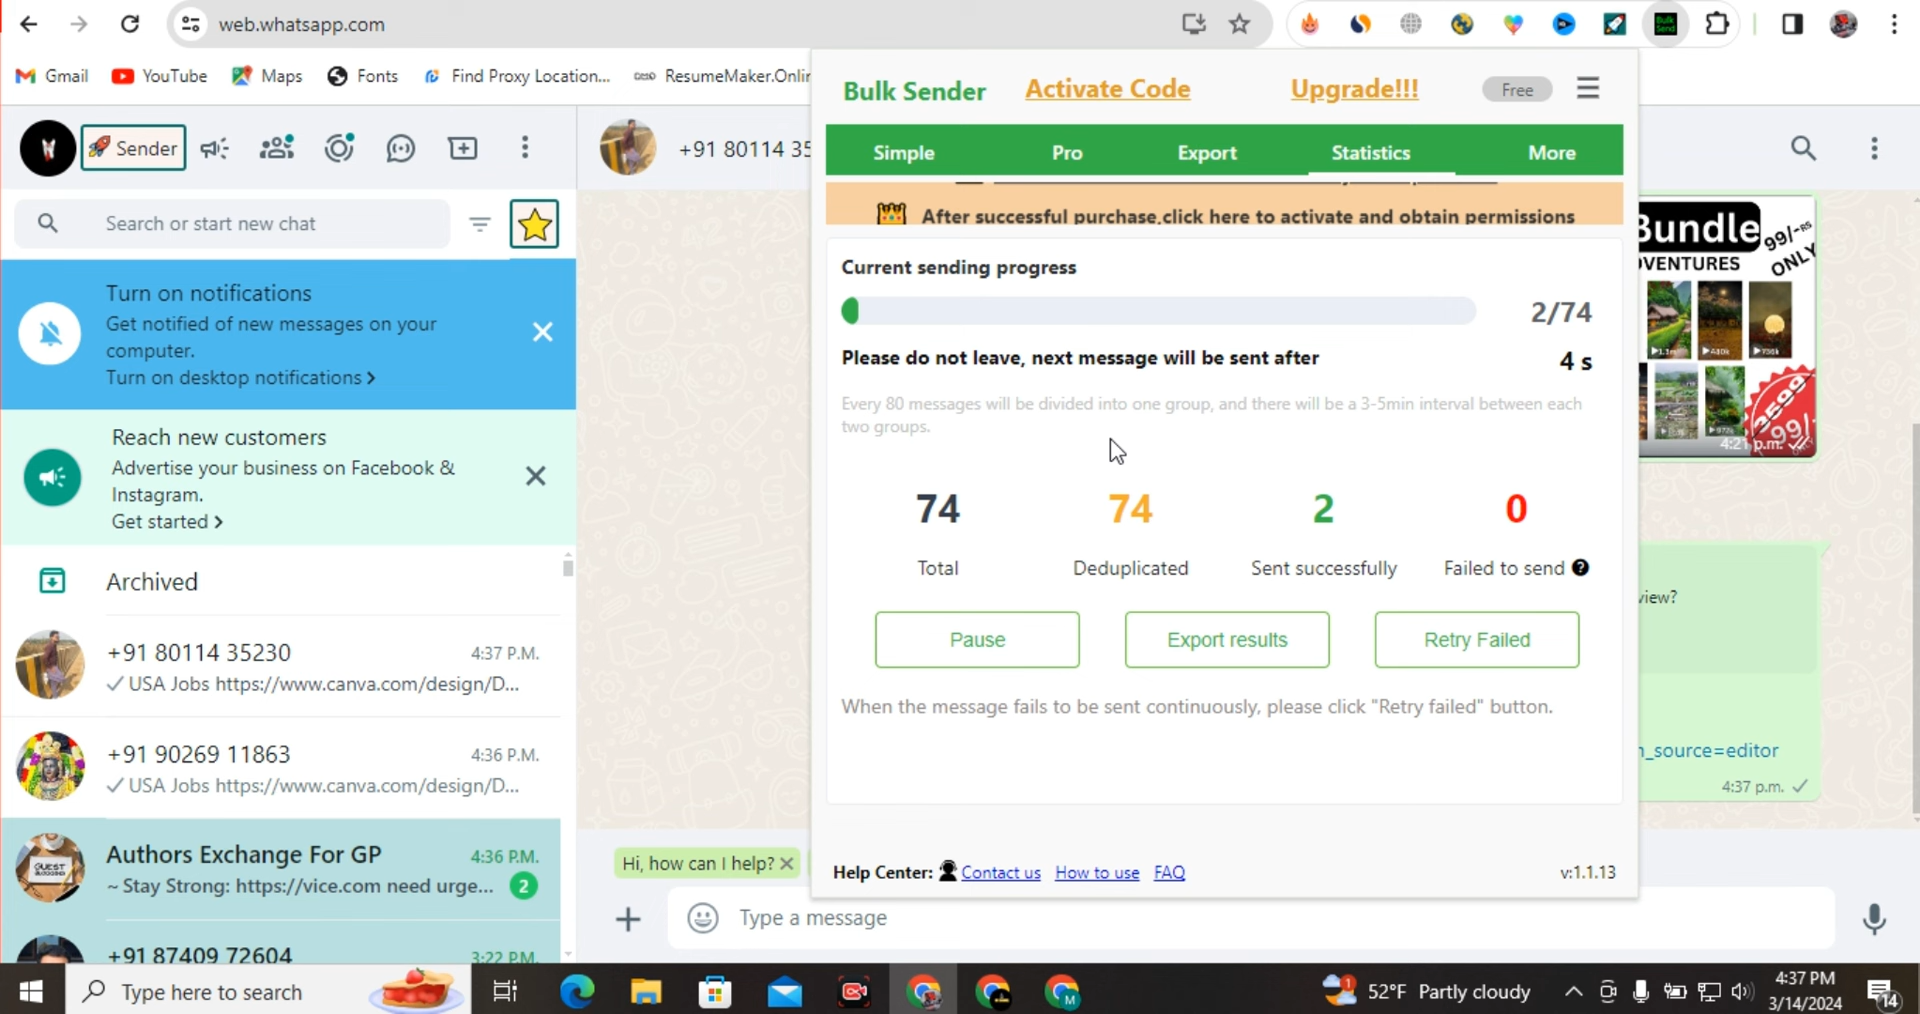 web.whatsapp.com
Gmail
YouTube
Maps
Fonts
Find Proxy Location...
ResumeMaker.Onlin
Bulk Sender
Activate Code
Upgrade!!!
Free
Sender
+91 80114 35
Simple
Pro
Export
Statistics
More
After successful purchase,click here to activate and obtain permissions
Search or start new chat
Turn on notifications
Get notified of new messages on your
computer.
Turn on desktop notifications >
Reach new customers
Advertise your business on Facebook &
Instagram.
Get started >
Archived
+91 80114 35230
4:37 P.M.
USA Jobs https://www.canva.com/design/D...
+91 90269 11863
4:36 P.M.
USA Jobs https://www.canva.com/design/D...
Authors Exchange For GP
4:36 P.M.
~ Stay Strong: https://vice.com need urge...
2
+91 87409 72604
3:22 P.M.
Current sending progress
2/74
Please do not leave, next message will be sent after
4 s
Every 80 messages will be divided into one group, and there will be a 3-5min interval between each
two groups.
74
74
2
0
Total
Deduplicated
Sent successfully
Failed to send
Pause
Export results
Retry Failed
When the message fails to be sent continuously, please click "Retry failed" button.
Help Center:
Contact us
How to use
FAQ
v:1.1.13
Bundle
99/-RS
ONLY
VENTURES
99/-
4:21 p.m.
view?
n_source=editor
4:37 p.m.
Hi, how can I help?
Type a message
Type here to search
52°F Partly cloudy
4:37 PM
3/14/2024
14